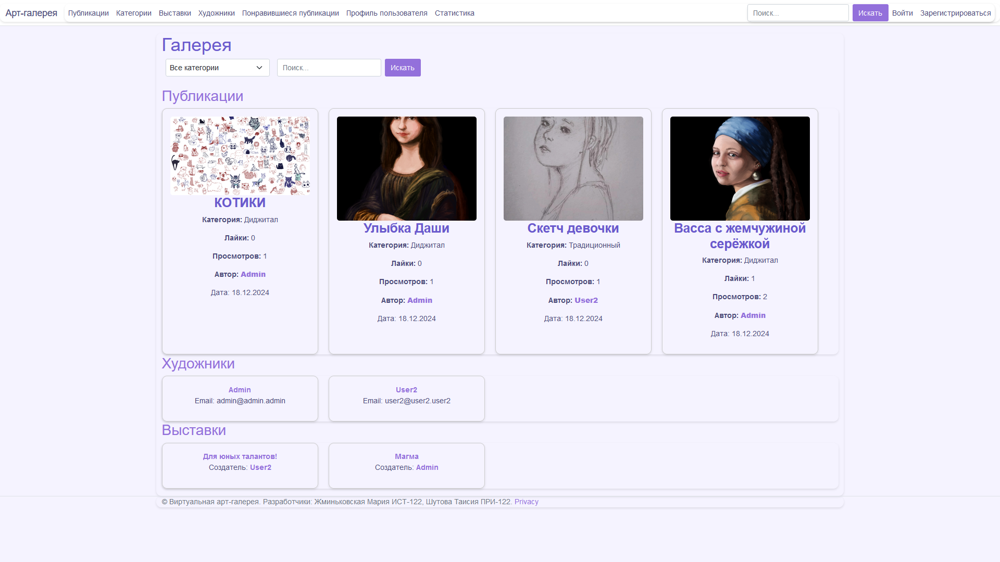 Арт-галерея Публикации Категории Выставки Художники Понравившиеся публикации Профиль пользователя Статистика Поиск... Искать Войти Зарегистрироваться
Галерея
Все категории Поиск... Искать
Публикации
КОТИКИ
Категория: Диджитал
Лайки: 0
Просмотров: 1
Автор: Admin
Дата: 18.12.2024
Улыбка Даши
Категория: Диджитал
Лайки: 0
Просмотров: 1
Автор: Admin
Дата: 18.12.2024
Скетч девочки
Категория: Традиционный
Лайки: 0
Просмотров: 1
Автор: User2
Дата: 18.12.2024
Васса с жемчужиной
серёжкой
Категория: Диджитал
Лайки: 1
Просмотров: 2
Автор: Admin
Дата: 18.12.2024
Художники
Admin
Email: admin@admin.admin
User2
Email: user2@user2.user2
Выставки
Для юных талантов!
Создатель: User2
Магма
Создатель: Admin
© Виртуальная арт-галерея. Разработчики: Жминьковская Мария ИСТ-122, Шутова Таисия ПРИ-122. Privacy